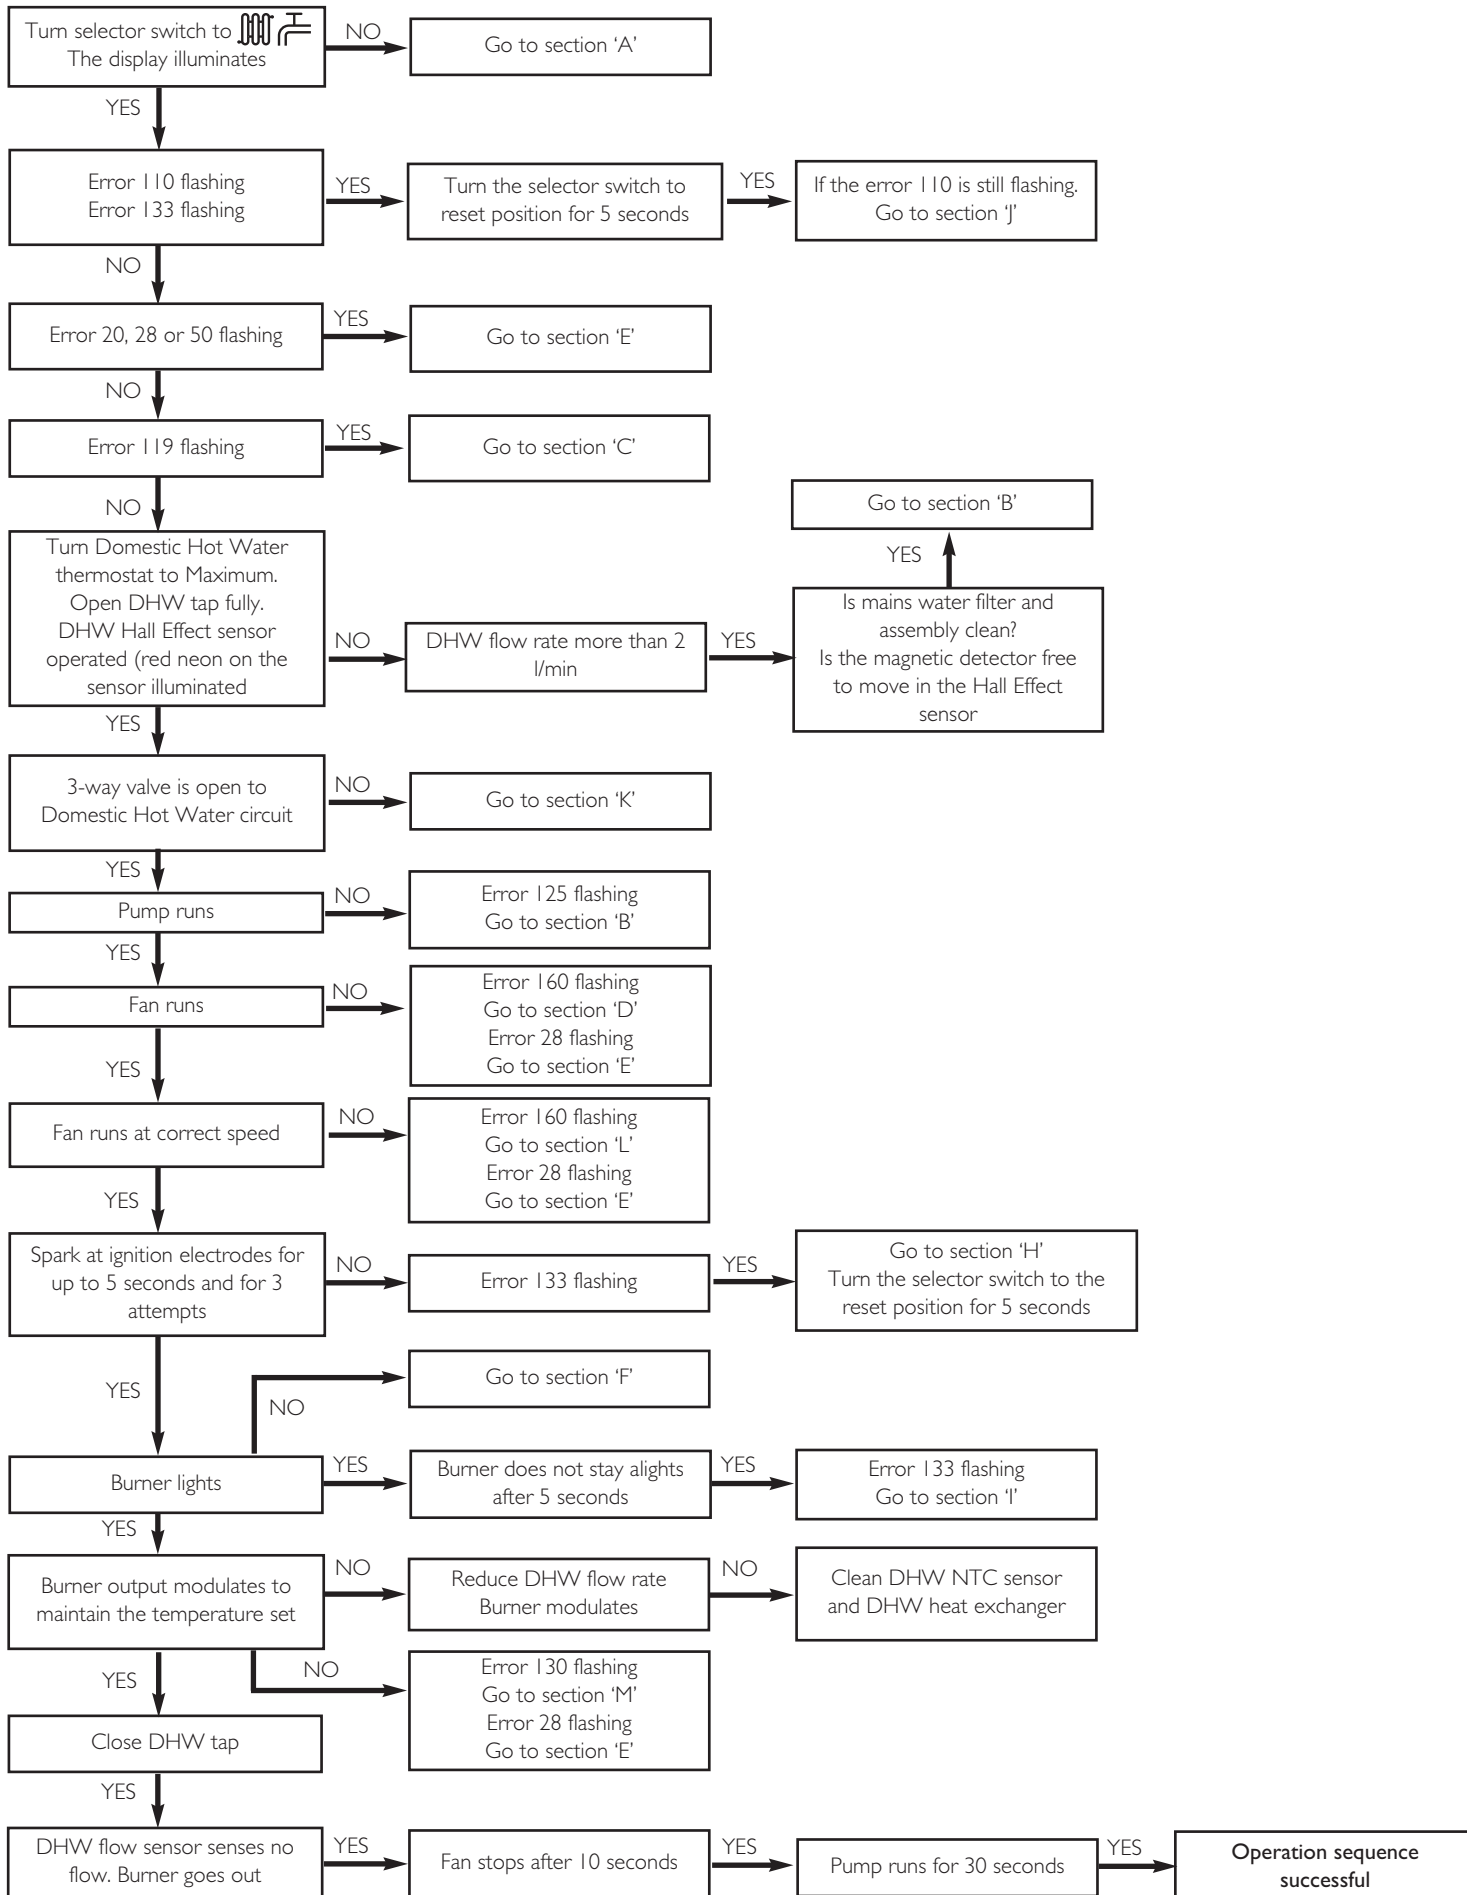 Turn selector switch to
The display illuminates
NO
Go to section ‘A’
YES
Error 110 flashing
Error 133 flashing
YES
Turn the selector switch to
reset position for 5 seconds
YES
If the error 110 is still flashing.
Go to section ‘J’
NO
Error 20, 28 or 50 flashing
YES
Go to section ‘E’
NO
Error 119 flashing
YES
Go to section ‘C’
NO
Turn Domestic Hot Water
thermostat to Maximum.
Open DHW tap fully.
DHW Hall Effect sensor
operated (red neon on the
sensor illuminated
NO
DHW flow rate more than 2
l/min
YES
Is mains water filter and
assembly clean?
Is the magnetic detector free
to move in the Hall Effect
sensor
YES
Go to section ‘B’
YES
3-way valve is open to
Domestic Hot Water circuit
NO
Go to section ‘K’
YES
Pump runs
NO
Error 125 flashing
Go to section ‘B’
YES
Fan runs
NO
Error 160 flashing
Go to section ‘D’
Error 28 flashing
Go to section ‘E’
YES
Fan runs at correct speed
NO
Error 160 flashing
Go to section ‘L’
Error 28 flashing
Go to section ‘E’
YES
Spark at ignition electrodes for
up to 5 seconds and for 3
attempts
NO
Error 133 flashing
YES
Go to section ‘H’
Turn the selector switch to the
reset position for 5 seconds
YES
NO
Go to section ‘F’
Burner lights
YES
Burner does not stay alights
after 5 seconds
YES
Error 133 flashing
Go to section ‘I’
YES
Burner output modulates to
maintain the temperature set
NO
Reduce DHW flow rate
Burner modulates
NO
Clean DHW NTC sensor
and DHW heat exchanger
NO
Error 130 flashing
Go to section ‘M’
Error 28 flashing
Go to section ‘E’
YES
Close DHW tap
YES
DHW flow sensor senses no
flow. Burner goes out
YES
Fan stops after 10 seconds
YES
Pump runs for 30 seconds
YES
Operation sequence
successful